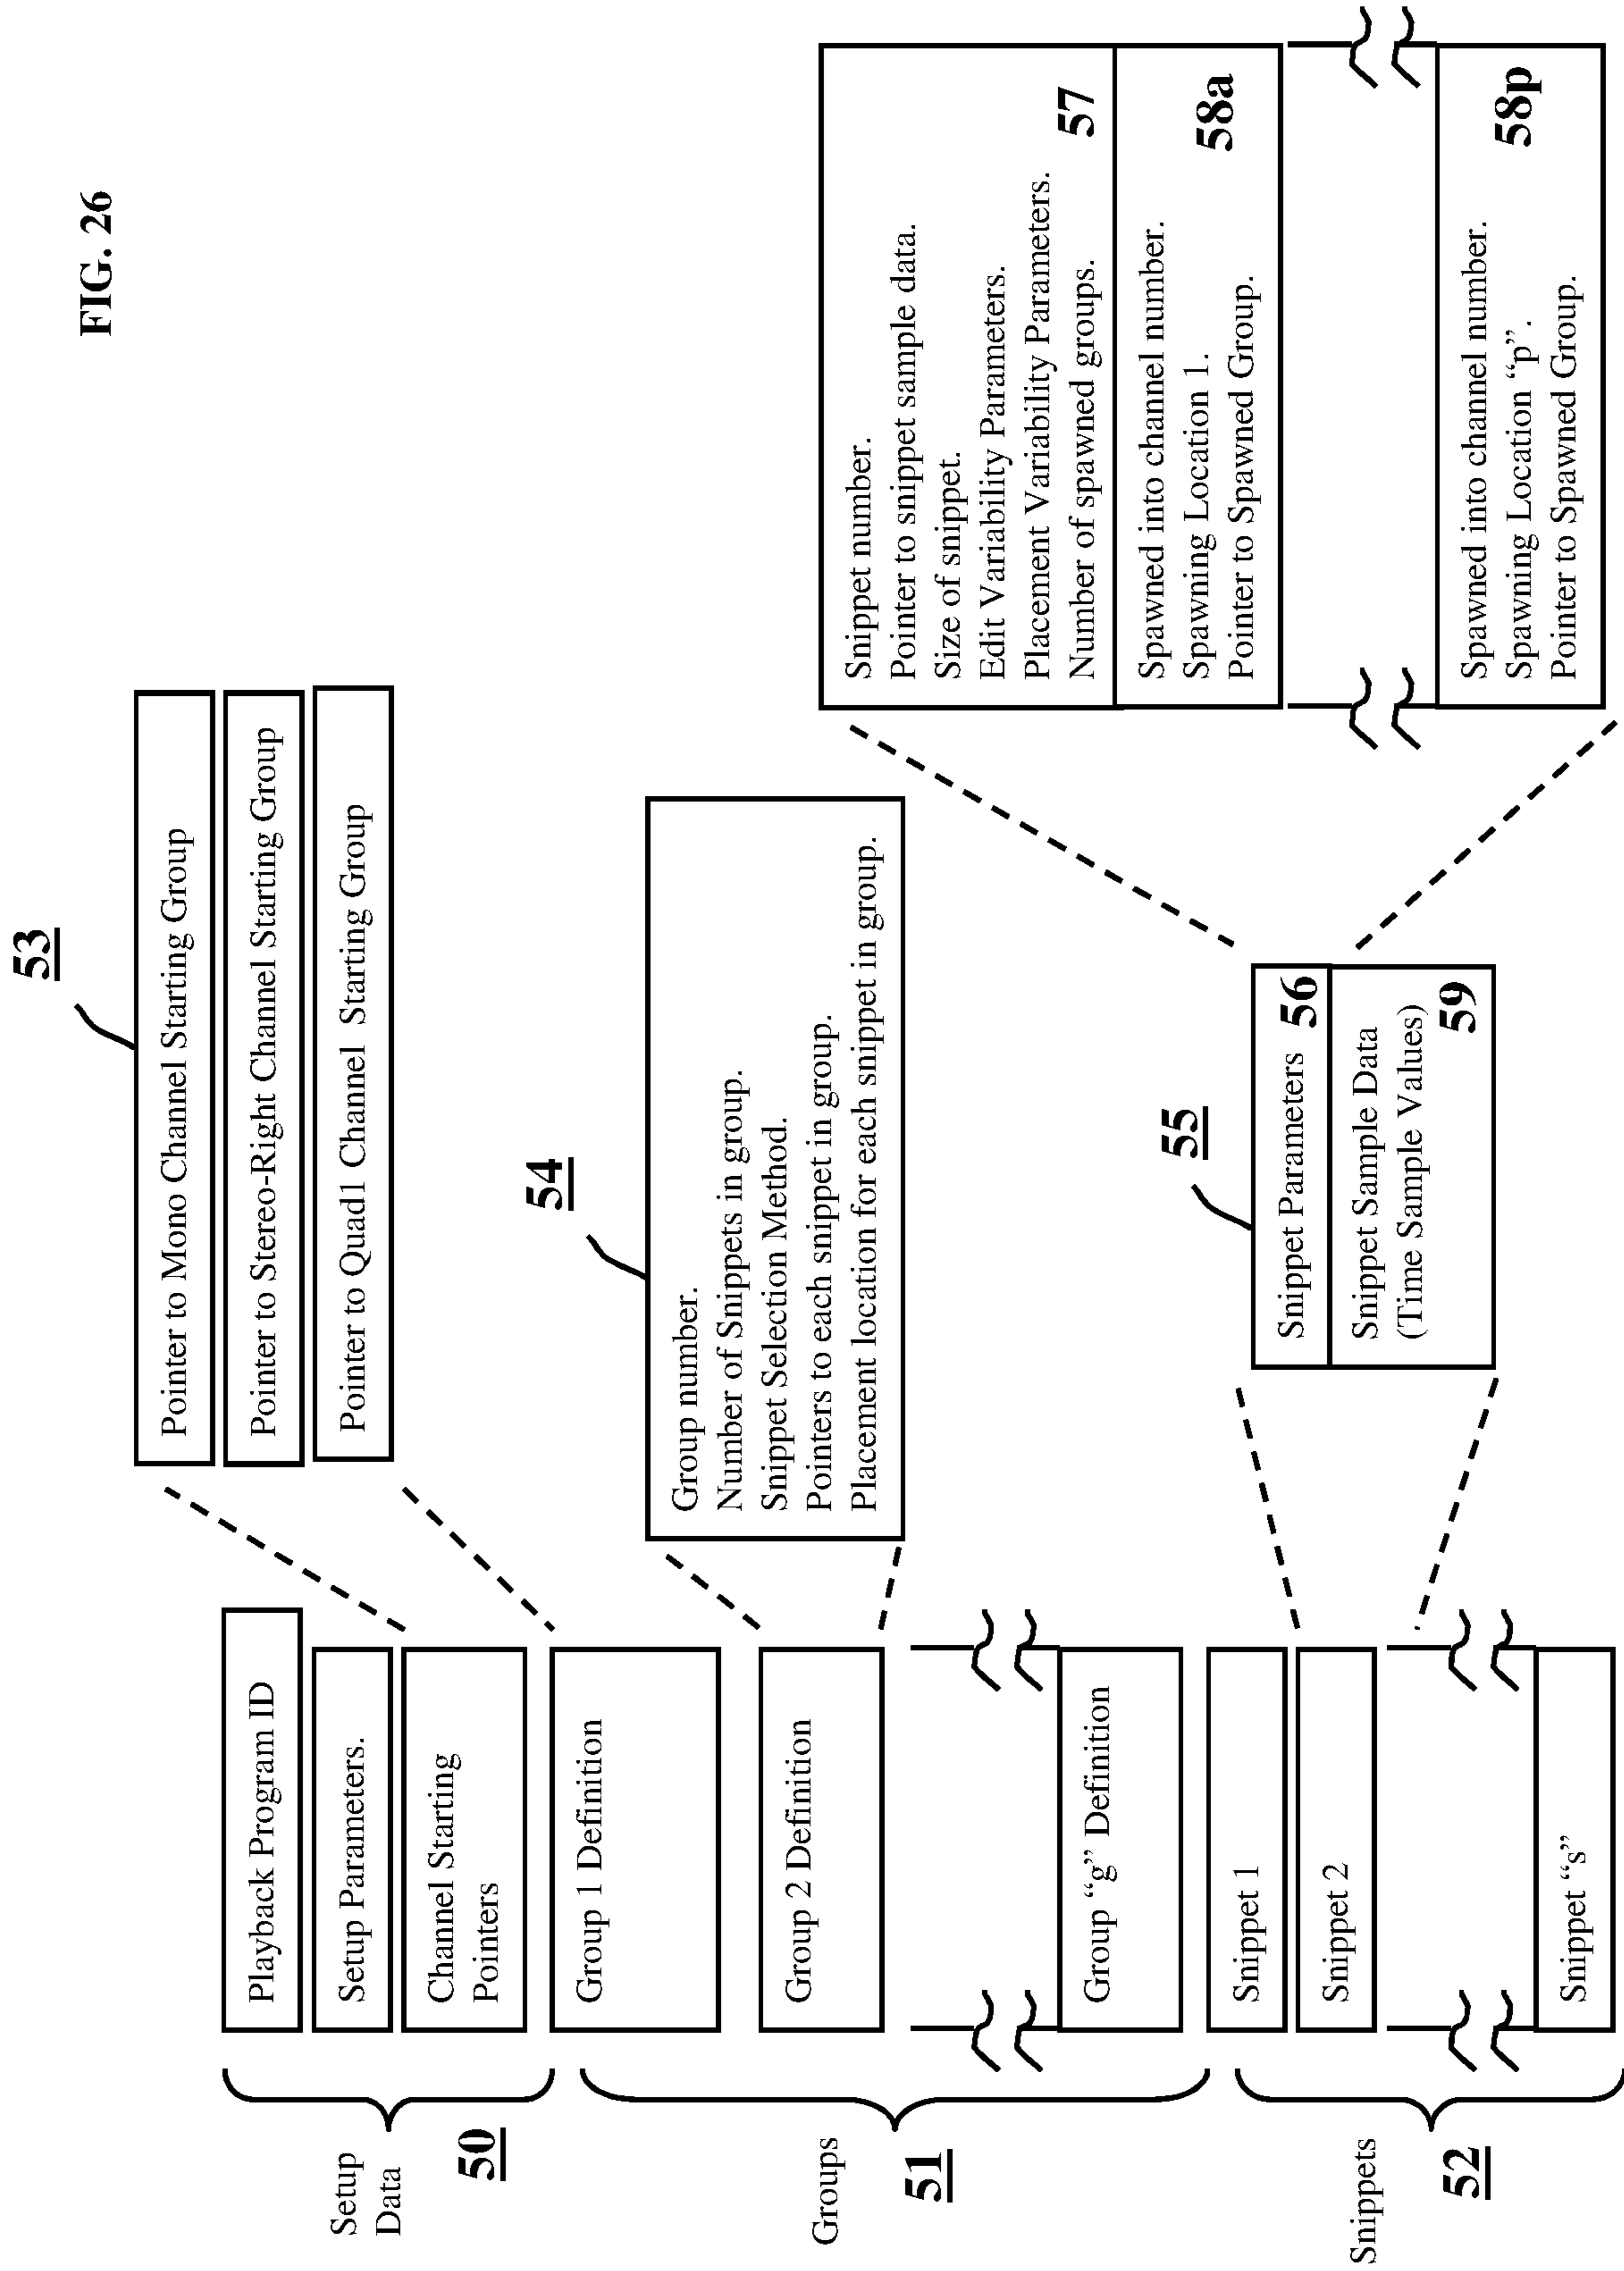 FIG. 26
53
Pointer to Mono Channel Starting Group
Pointer to Stereo-Right Channel Starting Group
Pointer to Quad1 Channel Starting Group
Setup
Data
50
Playback Program ID
Setup Parameters.
Channel Starting
Pointers
54
Group number.
Number of Snippets in group.
Snippet Selection Method.
Pointers to each snippet in group.
Placement location for each snippet in group.
Groups
51
Group 1 Definition
Group 2 Definition
Group “g” Definition
Snippets
52
Snippet 1
Snippet 2
Snippet “s”
55
Snippet Parameters 56
Snippet Sample Data
(Time Sample Values)
59
Snippet number.
Pointer to snippet sample data.
Size of snippet.
Edit Variability Parameters.
Placement Variability Parameters.
Number of spawned groups.
57
Spawned into channel number.
Spawning Location 1.
Pointer to Spawned Group.
58a
Spawned into channel number.
Spawning Location “p”.
Pointer to Spawned Group.
58p